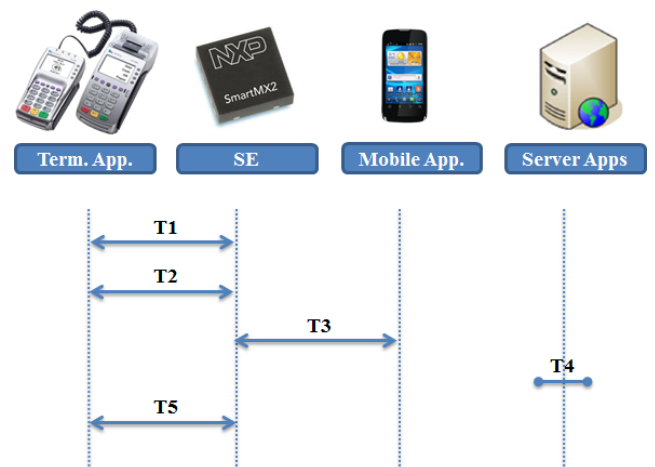 NXP
SmartMX2
Term. App.
SE
Mobile App.
Server Apps
T1
T2
T3
T4
T5